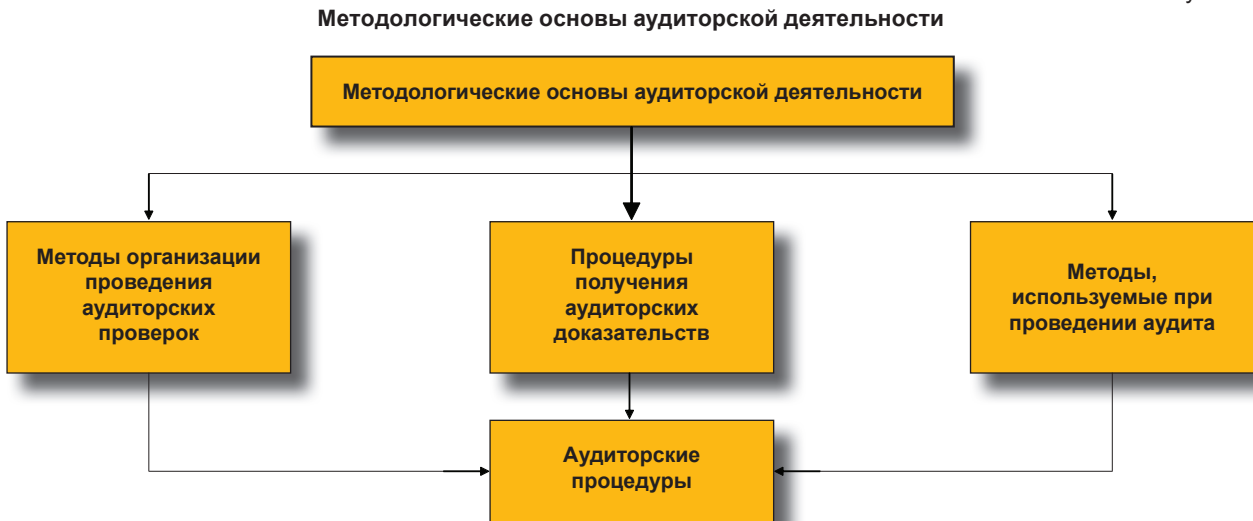 Методологические основы аудиторской деятельности
Методологические основы аудиторской деятельности
Методы организации
проведения
аудиторских
проверок
Процедуры
получения
аудиторских
доказательств
Методы,
используемые при
проведении аудита
Аудиторские
процедуры